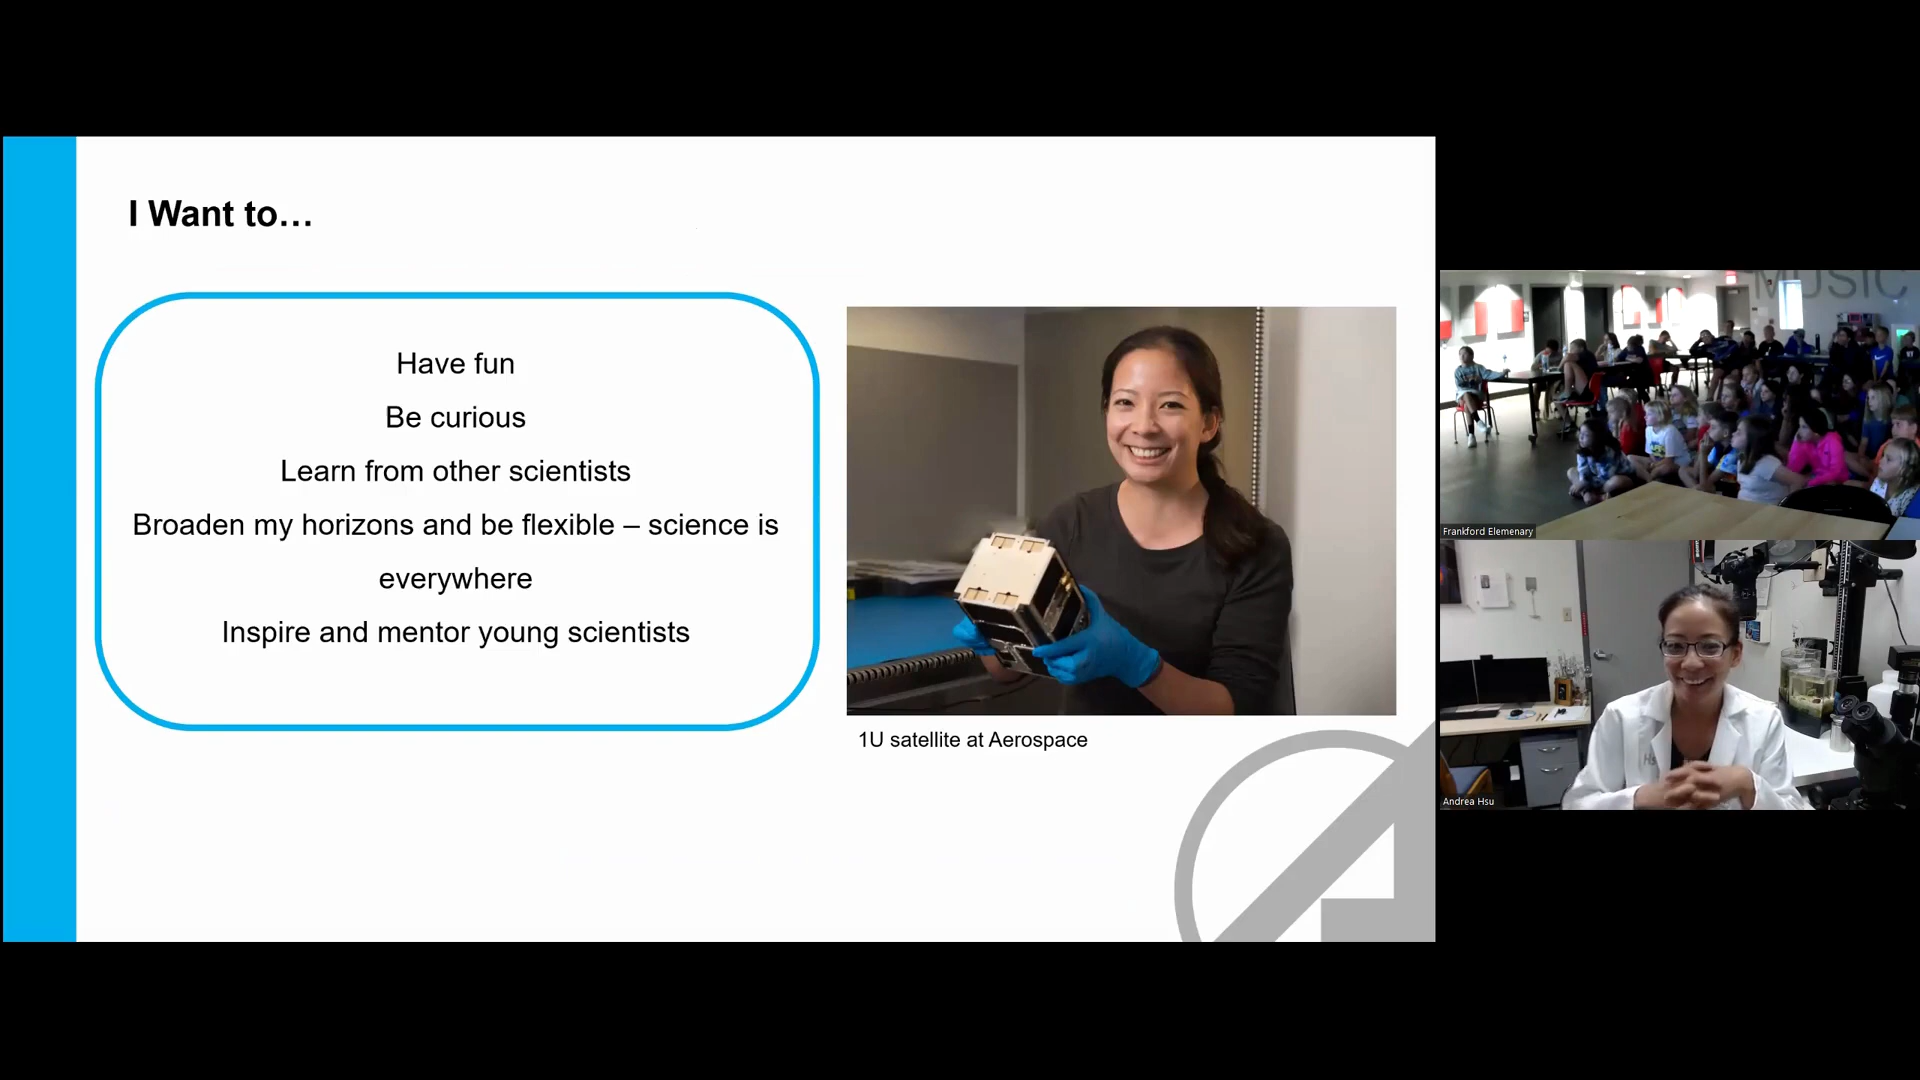 I Want to…
Have fun
Be curious
Learn from other scientists
Broaden my horizons and be flexible – science is
everywhere
Inspire and mentor young scientists
1U satellite at Aerospace
MUSIC
Frankford Elemenary
Andrea Hsu